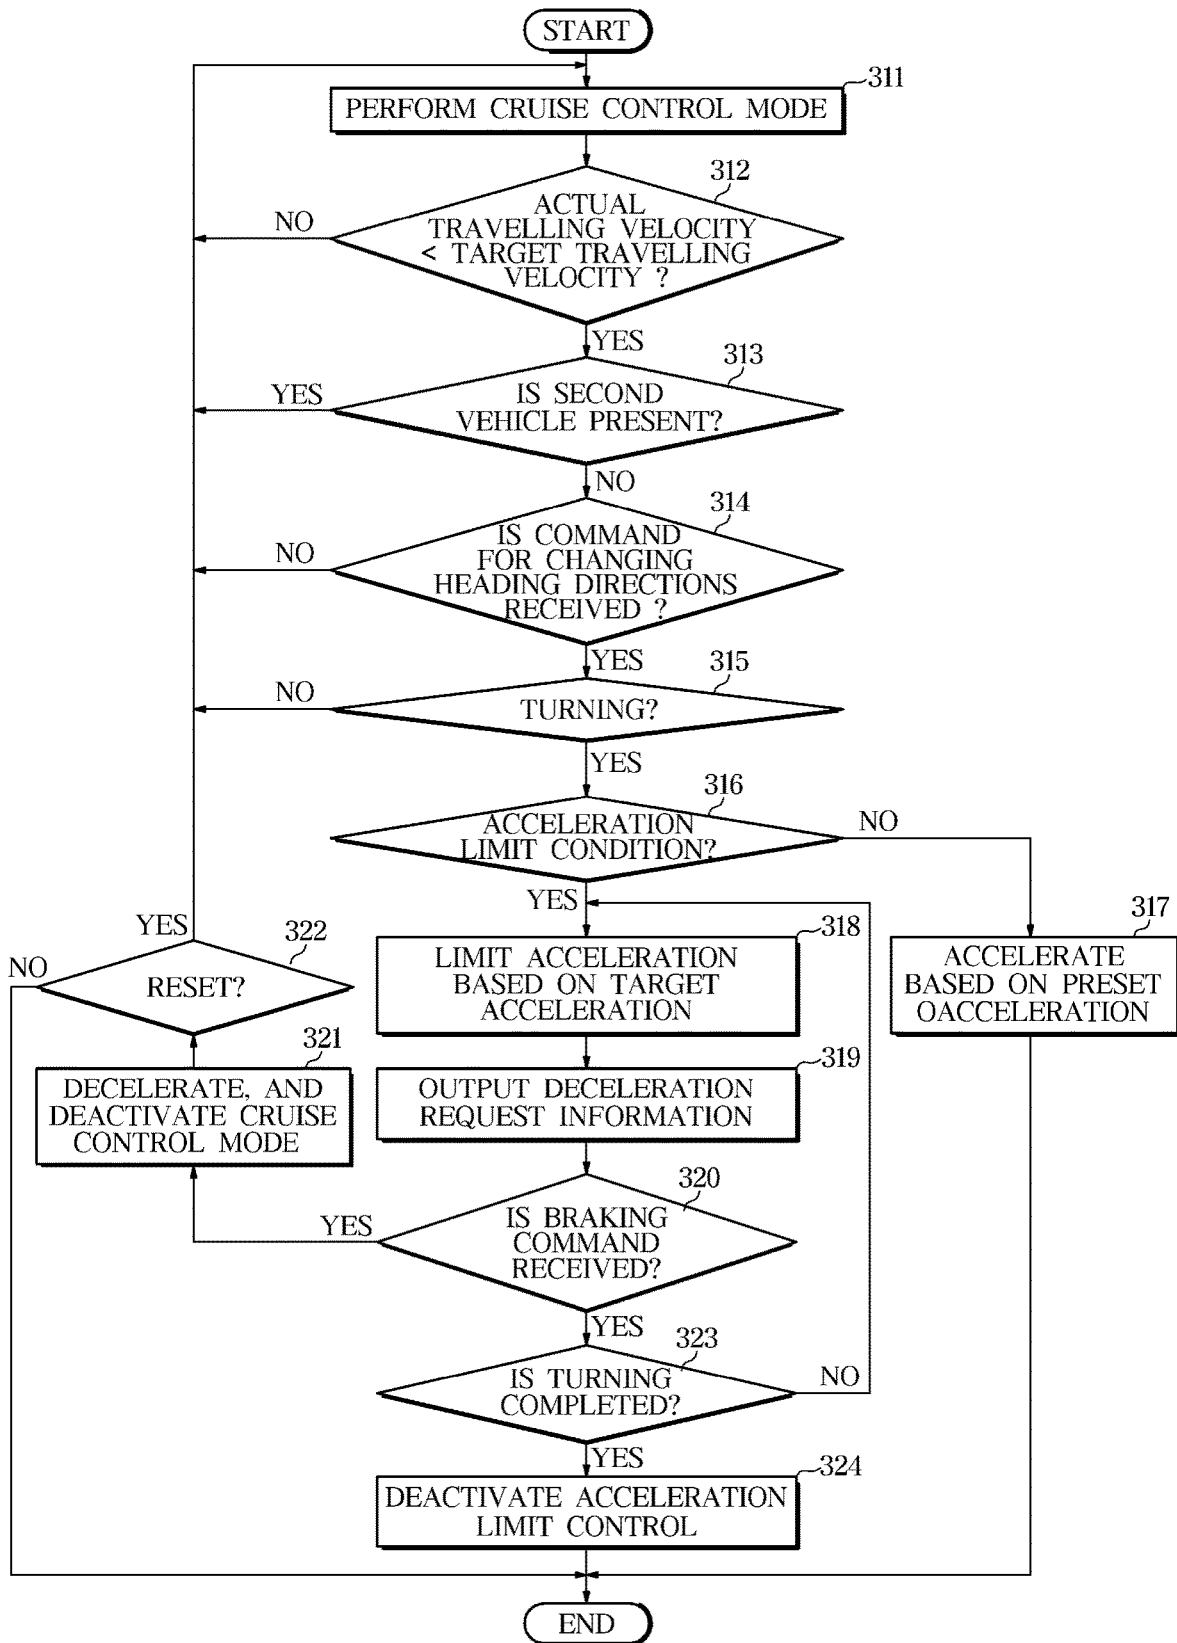 START
311
PERFORM CRUISE CONTROL MODE
312
ACTUAL
TRAVELLING VELOCITY
< TARGET TRAVELLING
VELOCITY ?
NO
YES
313
IS SECOND
VEHICLE PRESENT?
YES
NO
314
IS COMMAND
FOR CHANGING
HEADING DIRECTIONS
RECEIVED ?
NO
YES
315
TURNING?
NO
YES
316
ACCELERATION
LIMIT CONDITION?
NO
YES
317
ACCELERATE
BASED ON PRESET
OACCELERATION
318
LIMIT ACCELERATION
BASED ON TARGET
ACCELERATION
319
OUTPUT DECELERATION
REQUEST INFORMATION
320
IS BRAKING
COMMAND
RECEIVED?
YES
YES
321
DECELERATE, AND
DEACTIVATE CRUISE
CONTROL MODE
322
RESET?
YES
NO
323
IS TURNING
COMPLETED?
NO
YES
324
DEACTIVATE ACCELERATION
LIMIT CONTROL
END